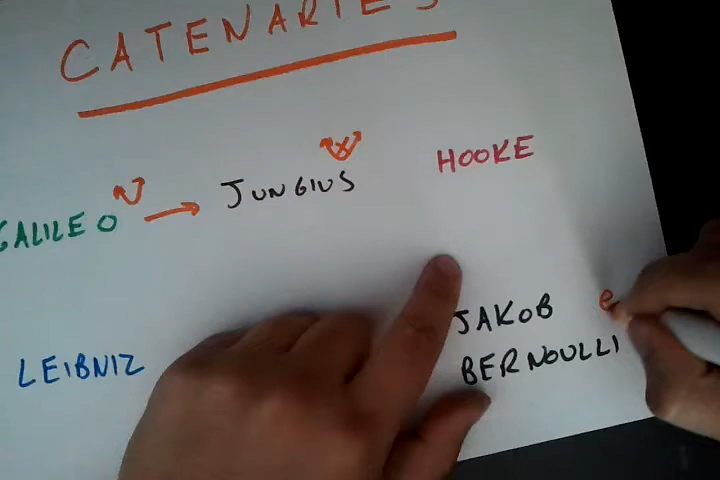 CATENARIES
GALILEO → JUNGIUS
HOOKE
LEIBNIZ
JAKOB
BERNOULLI
e